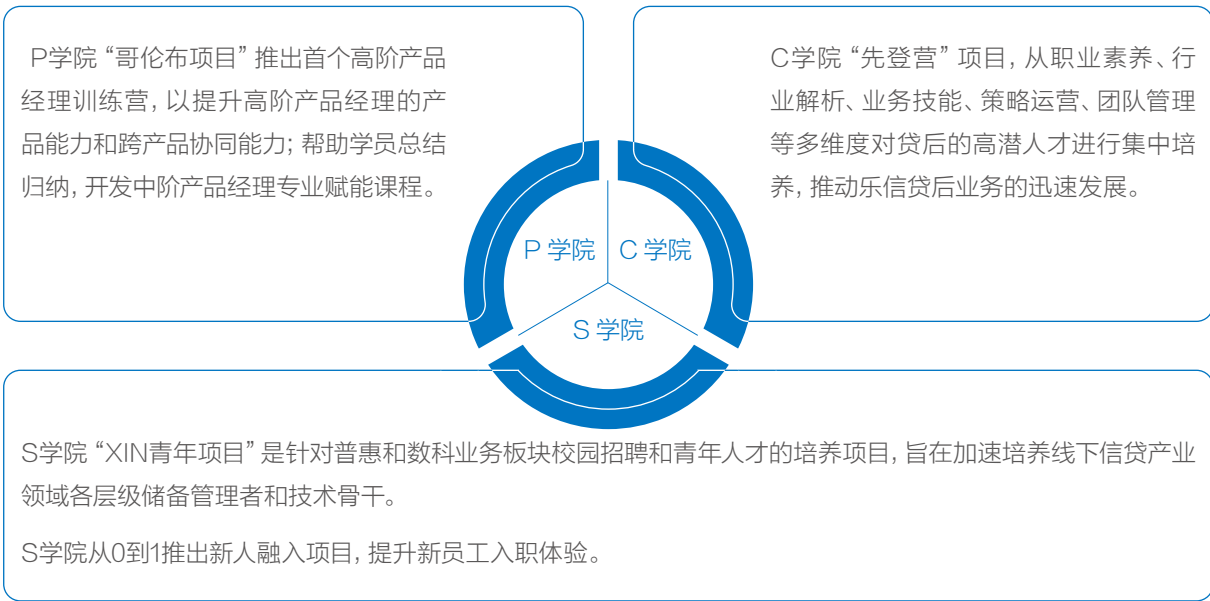 P学院“哥伦布项目”推出首个高阶产品
经理训练营，以提升高阶产品经理的产
品能力和跨产品协同能力；帮助学员总结
归纳，开发中阶产品经理专业赋能课程。
C学院“先登营”项目，从职业素养、行
业解析、业务技能、策略运营、团队管理
等多维度对贷后的高潜人才进行集中培
养，推动乐信贷后业务的迅速发展。
P 学院
C 学院
S 学院
S学院“XIN青年项目”是针对普惠和数科业务板块校园招聘和青年人才的培养项目，旨在加速培养线下信贷产业
领域各层级储备管理者和技术骨干。
S学院从0到1推出新人融入项目，提升新员工入职体验。